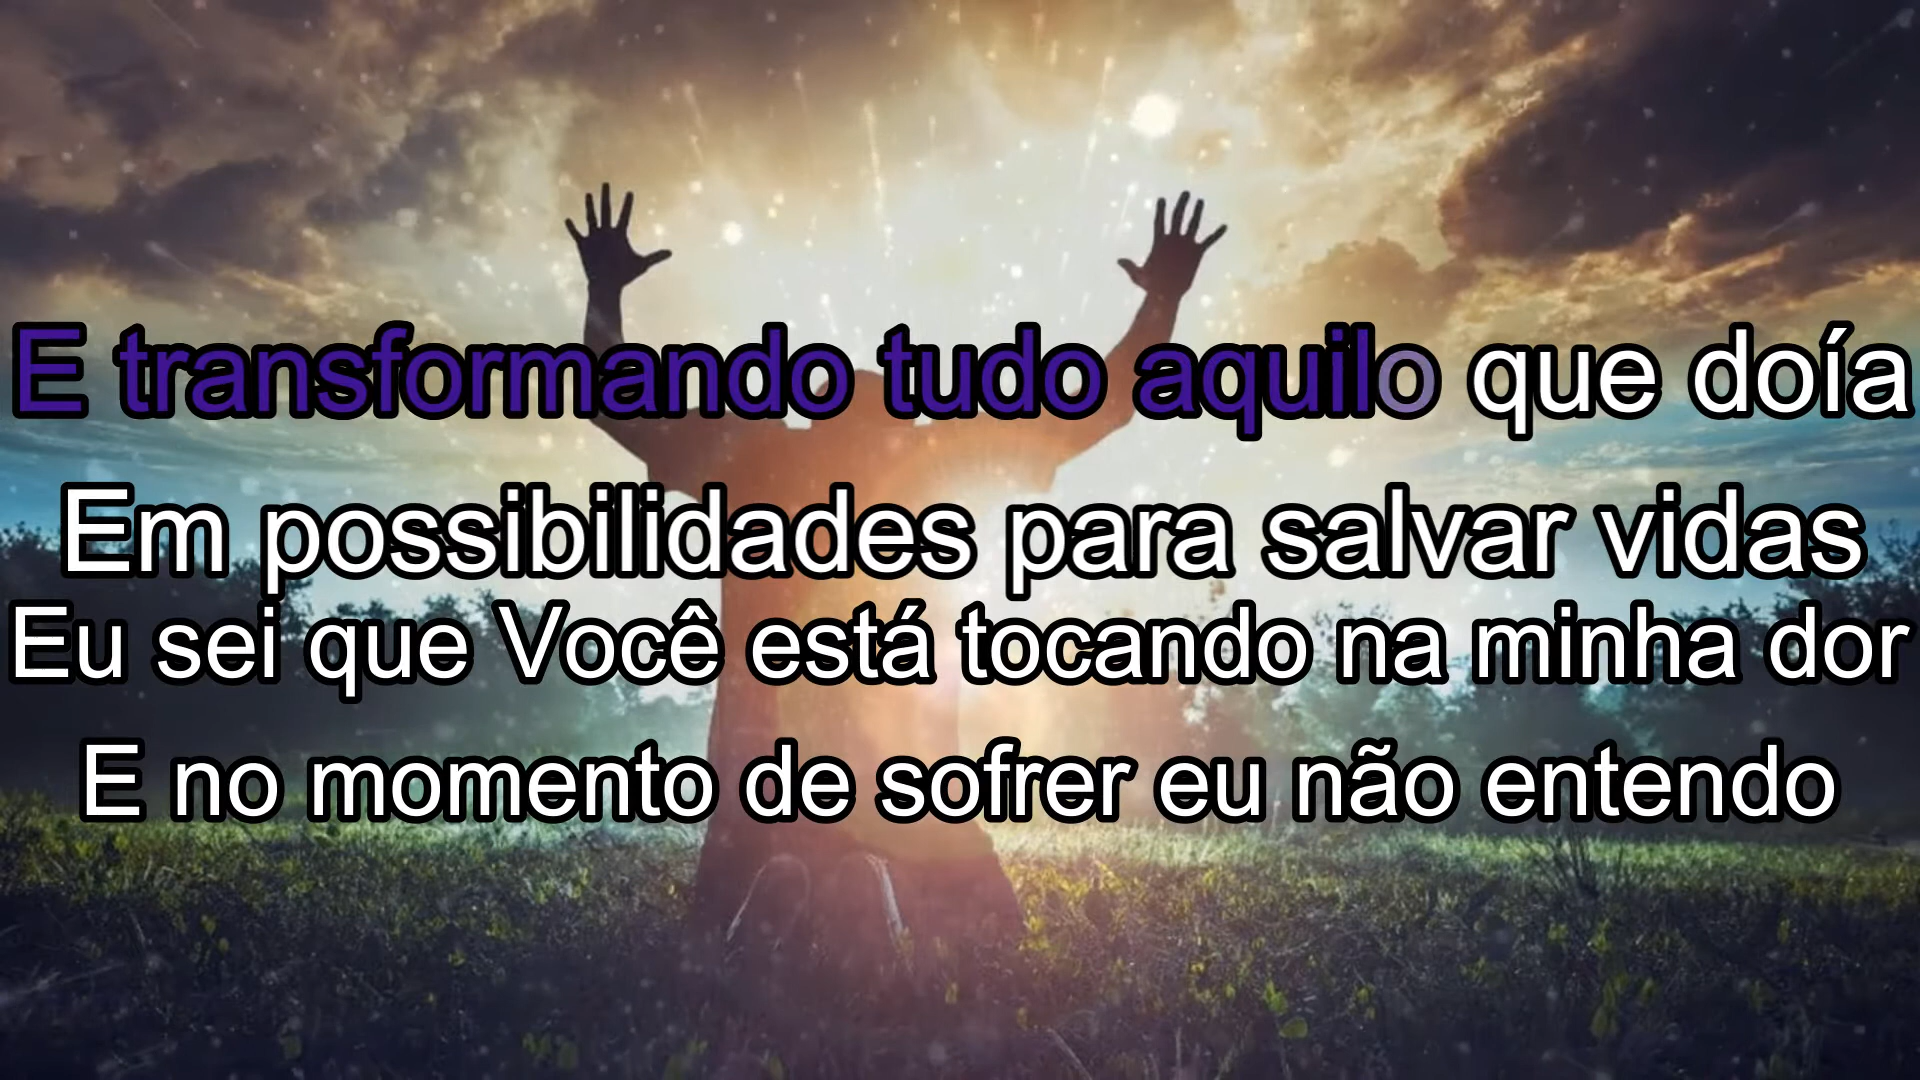 E transformando tudo aquilo que doía
Em possibilidades para salvar vidas
Eu sei que Você está tocando na minha dor
E no momento de sofrer eu não entendo